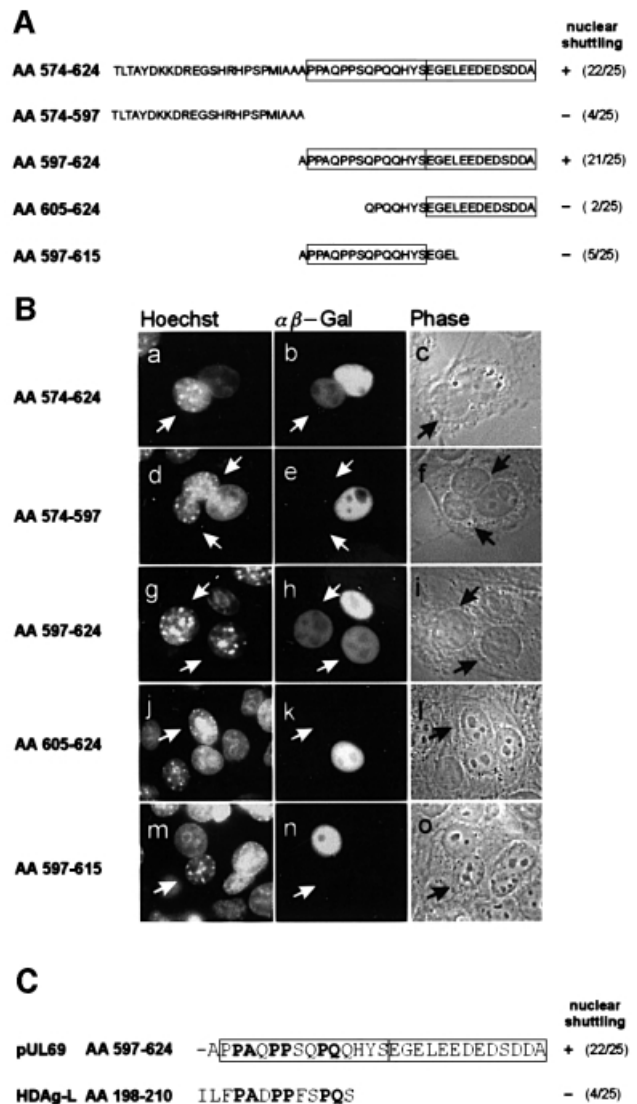 A
nuclear
shuttling
AA 574-624 TLTAYDKKDREGSHRHPSPMIAAAPPAQPPSQPQQHYSEGELEEDEDSDDA + (22/25)
AA 574-597 TLTAYDKKDREGSHRHPSPMIAAA – (4/25)
AA 597-624 APPAQPPSQPQQHYSEGELEEDEDSDDA + (21/25)
AA 605-624 QPQQHYSEGELEEDEDSDDA – ( 2/25)
AA 597-615 APPAQPPSQPQQHYSEGEL – (5/25)
B
Hoechst αβ–Gal Phase
AA 574-624 a b c
AA 574-597 d e f
AA 597-624 g h i
AA 605-624 j k l
AA 597-615 m n o
C
nuclear
shuttling
pUL69 AA 597-624 –APPAQPPSQPQQHYSEGELEEDEDSDDA + (22/25)
HDAg-L AA 198-210 ILFPADPPFSPQS – (4/25)